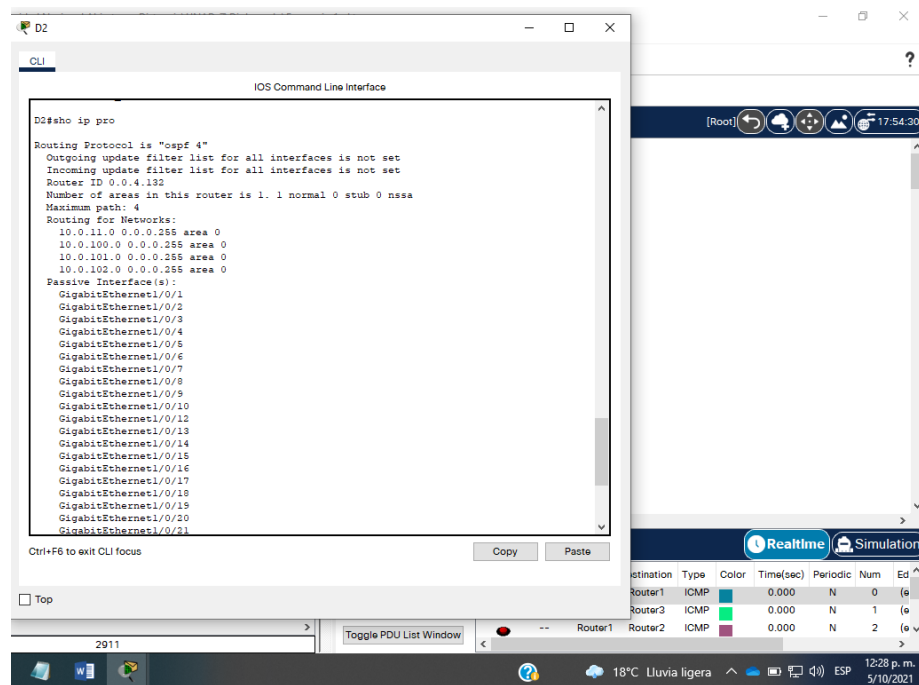 D2
CLI
IOS Command Line Interface
D2#sho ip pro
Routing Protocol is "ospf 4"
Outgoing update filter list for all interfaces is not set
Incoming update filter list for all interfaces is not set
Router ID 0.0.4.132
Number of areas in this router is 1. 1 normal 0 stub 0 nssa
Maximum path: 4
Routing for Networks:
10.0.11.0 0.0.0.255 area 0
10.0.100.0 0.0.0.255 area 0
10.0.101.0 0.0.0.255 area 0
10.0.102.0 0.0.0.255 area 0
Passive Interface(s):
GigabitEthernet1/0/1
GigabitEthernet1/0/2
GigabitEthernet1/0/3
GigabitEthernet1/0/4
GigabitEthernet1/0/5
GigabitEthernet1/0/6
GigabitEthernet1/0/7
GigabitEthernet1/0/8
GigabitEthernet1/0/9
GigabitEthernet1/0/10
GigabitEthernet1/0/12
GigabitEthernet1/0/13
GigabitEthernet1/0/14
GigabitEthernet1/0/15
GigabitEthernet1/0/16
GigabitEthernet1/0/17
GigabitEthernet1/0/18
GigabitEthernet1/0/19
GigabitEthernet1/0/20
GigabitEthernet1/0/21
Ctrl+F6 to exit CLI focus
Copy Paste
Top
?
[Root] 17:54:30
Realtime Simulation
stination Type Color Time(sec) Periodic Num Ed
Router1 ICMP 0.000 N 0 (e
Router3 ICMP 0.000 N 1 (e
-- Router1 Router2 ICMP 0.000 N 2 (e
2911
Toggle PDU List Window
18°C Lluvia ligera ESP 12:28 p. m.
5/10/2021